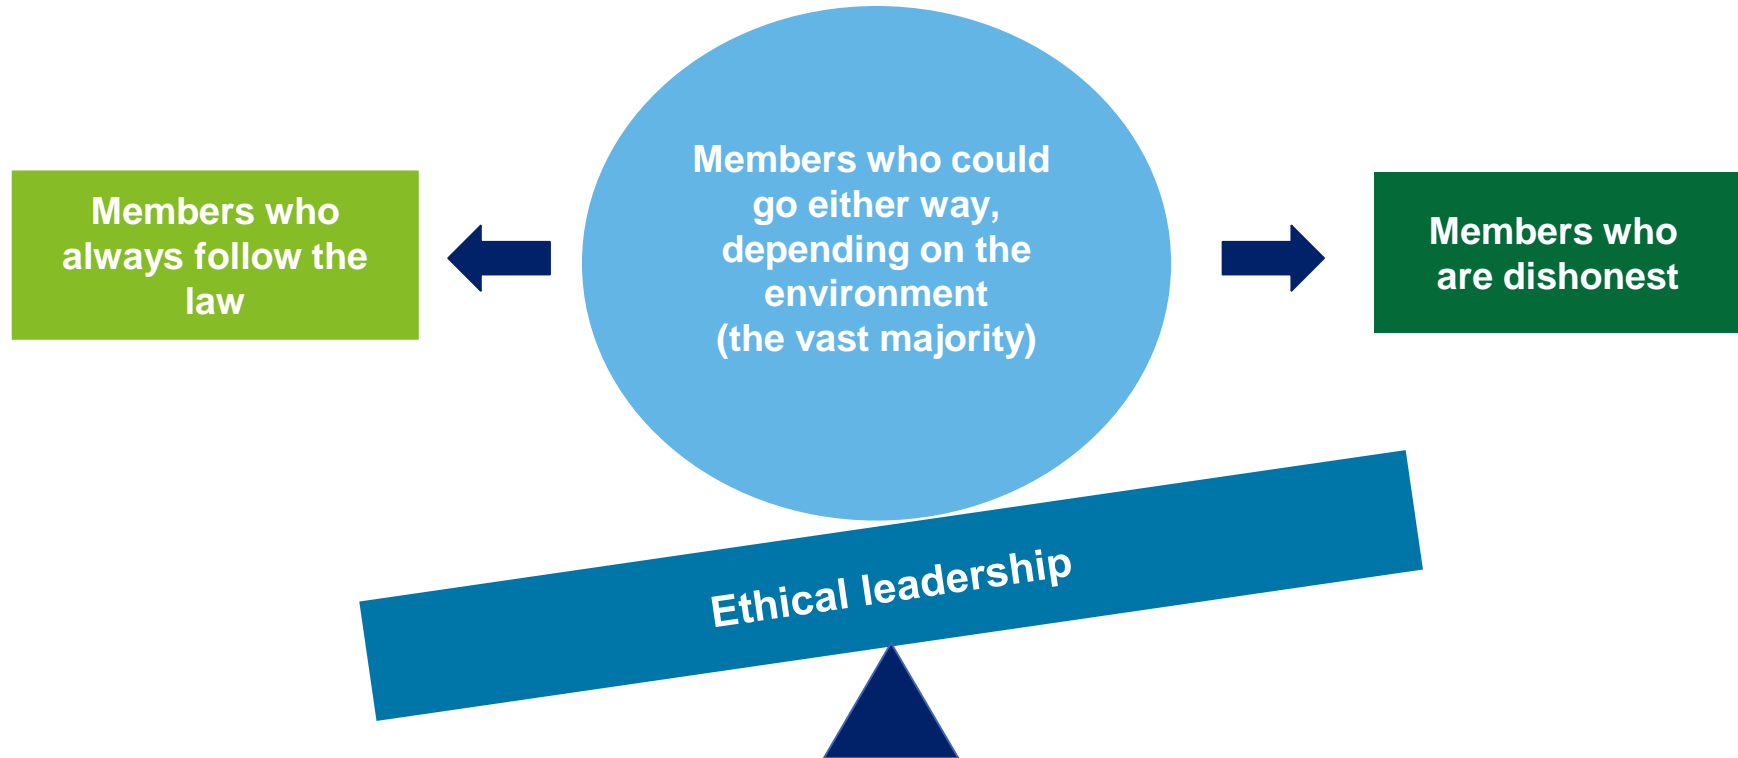 Members who
always follow the
law
Members who could
go either way,
depending on the
environment
(the vast majority)
Members who
are dishonest
Ethical leadership